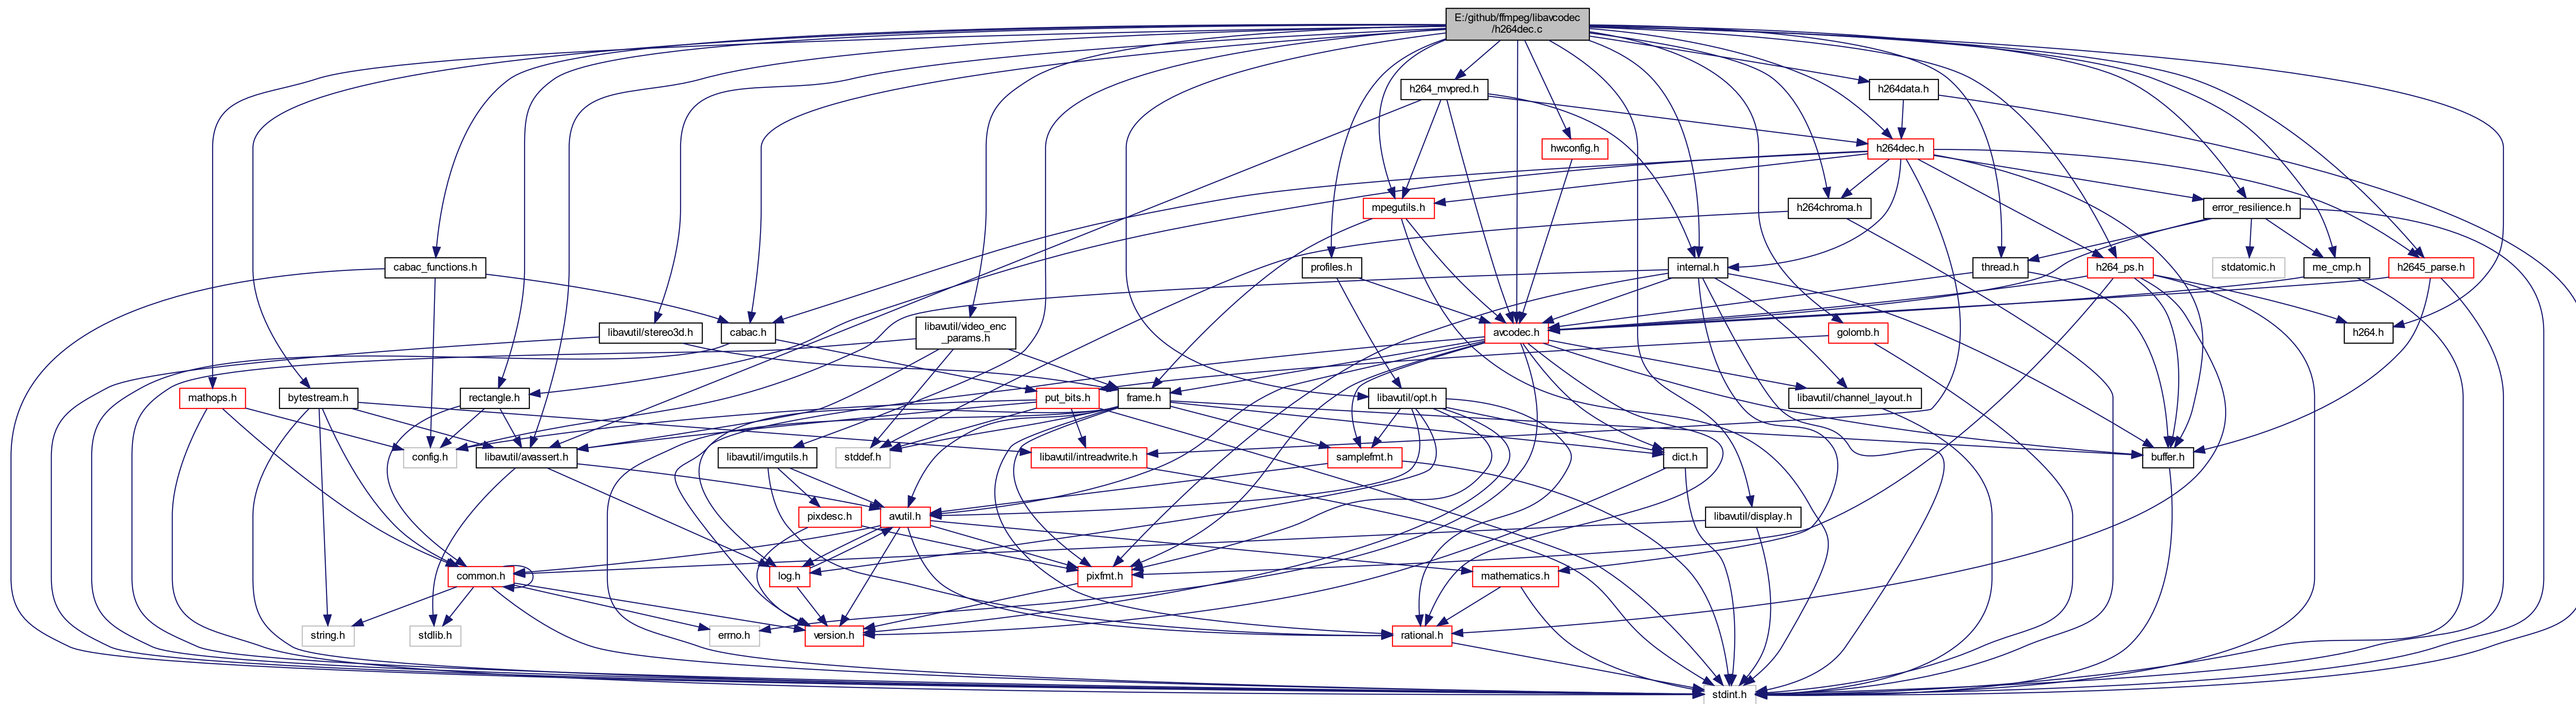 E:/github/ffmpeg/libavcodec
/h264dec.c
h264_mvpred.h
h264data.h
hwconfig.h
h264dec.h
mpegutils.h
h264chroma.h
error_resilience.h
cabac_functions.h
profiles.h
internal.h
thread.h
h264_ps.h
stdatomic.h
me_cmp.h
h2645_parse.h
libavutil/stereo3d.h
cabac.h
libavutil/video_enc
_params.h
avcodec.h
golomb.h
h264.h
mathops.h
bytestream.h
rectangle.h
put_bits.h
frame.h
libavutil/opt.h
libavutil/channel_layout.h
config.h
libavutil/avassert.h
libavutil/imgutils.h
stddef.h
libavutil/intreadwrite.h
samplefmt.h
dict.h
buffer.h
pixdesc.h
avutil.h
libavutil/display.h
common.h
log.h
pixfmt.h
mathematics.h
string.h
stdlib.h
errno.h
version.h
rational.h
stdint.h